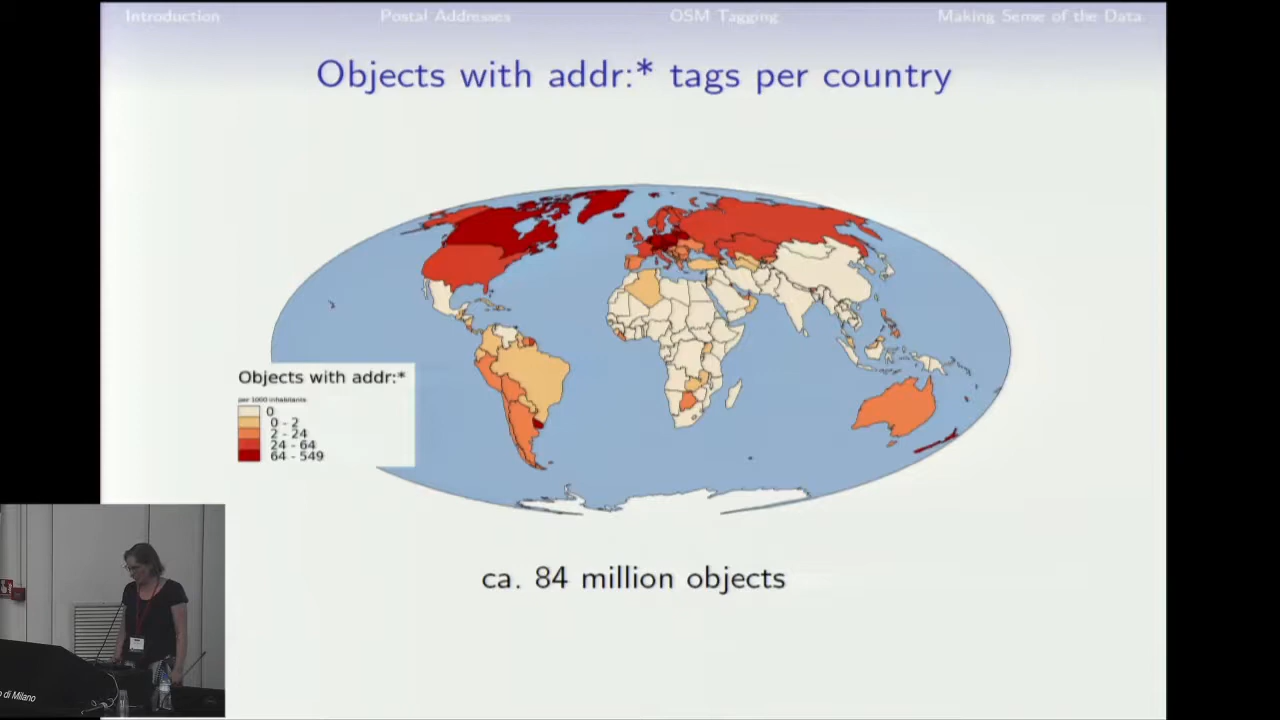 Introduction
Postal Addresses
OSM Tagging
Making Sense of the Data
Objects with addr:* tags per country
Objects with addr:*
per 1000 inhabitants
0
0 - 2
2 - 24
24 - 64
64 - 549
ca. 84 million objects
di Milano